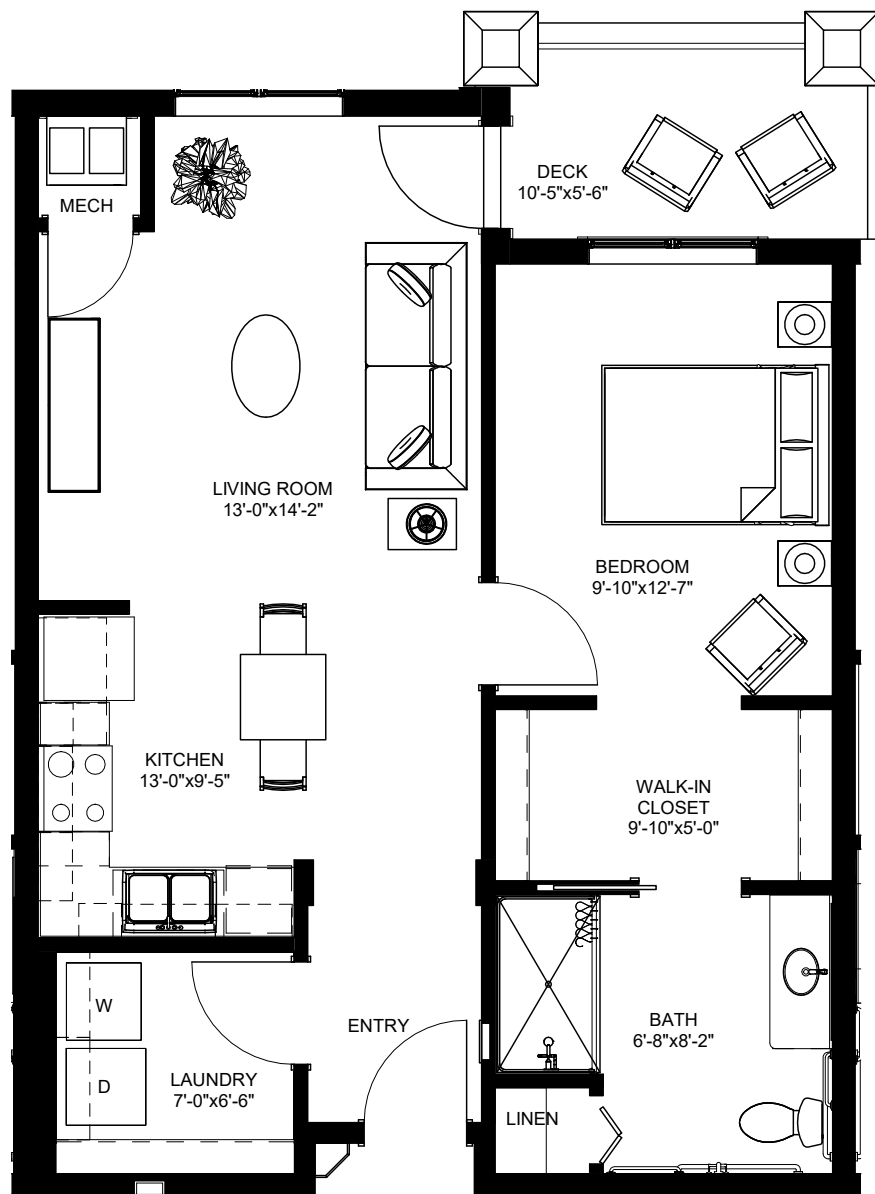 DECK
10'-5"x5'-6"
MECH
LIVING ROOM
13'-0"x14'-2"
BEDROOM
9'-10"x12'-7"
KITCHEN
13'-0"x9'-5"
WALK-IN
CLOSET
9'-10"x5'-0"
W
ENTRY
BATH
6'-8"x8'-2"
D
LAUNDRY
7'-0"x6'-6"
LINEN